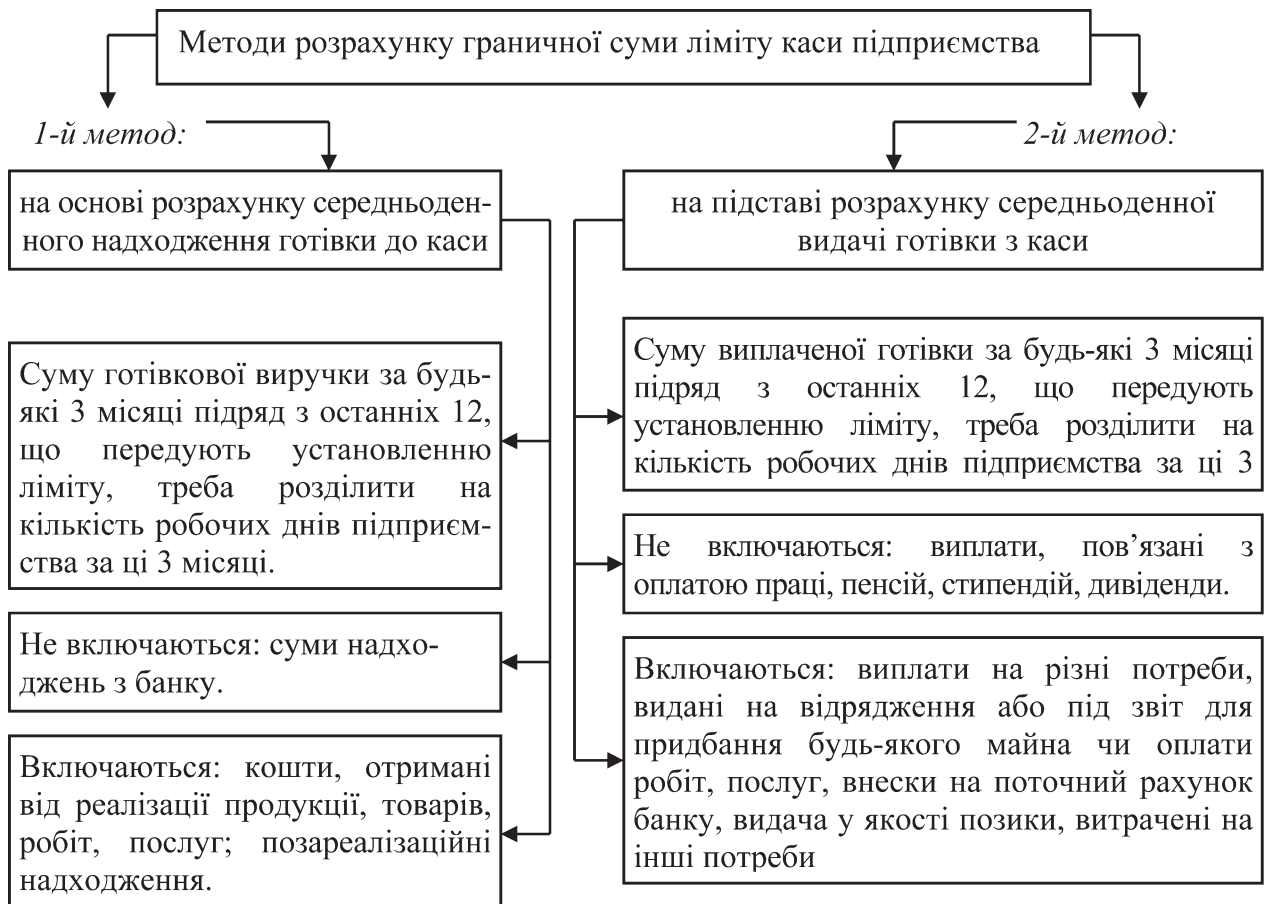 Методи розрахунку граничної суми ліміту каси підприємства
1-й метод:
на основі розрахунку середньоден-
ного надходження готівки до каси
Суму готівкової виручки за будь-
які 3 місяці підряд з останніх 12,
що передують установленню
ліміту, треба розділити на
кількість робочих днів підприєм-
ства за ці 3 місяці.
Не включаються: суми надхо-
джень з банку.
Включаються: кошти, отримані
від реалізації продукції, товарів,
робіт, послуг; позареалізаційні
надходження.
2-й метод:
на підставі розрахунку середньоденної
видачі готівки з каси
Суму виплаченої готівки за будь-які 3 місяці
підряд з останніх 12, що передують
установленню ліміту, треба розділити на
кількість робочих днів підприємства за ці 3
Не включаються: виплати, пов’язані з
оплатою праці, пенсій, стипендій, дивіденди.
Включаються: виплати на різні потреби,
видані на відрядження або під звіт для
придбання будь-якого майна чи оплати
робіт, послуг, внески на поточний рахунок
банку, видача у якості позики, витрачені на
інші потреби